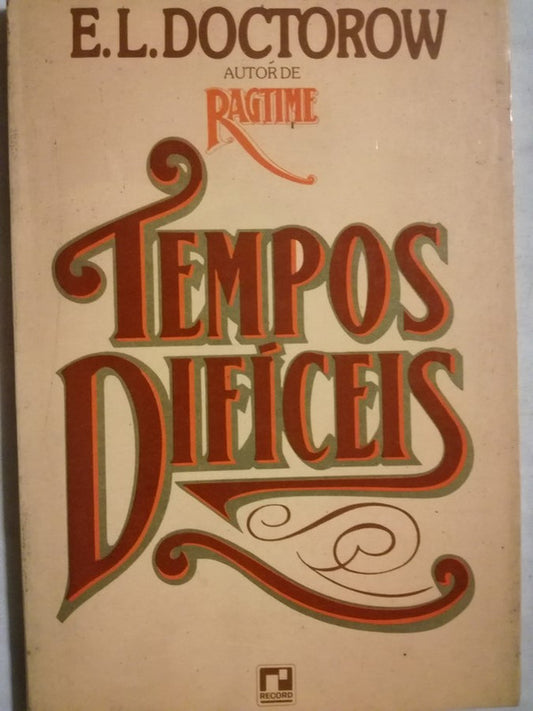 E.L.DOCTOROW
AUTOR DE
RAGTIME
TEMPOS
DIFÍCEIS
RECORD